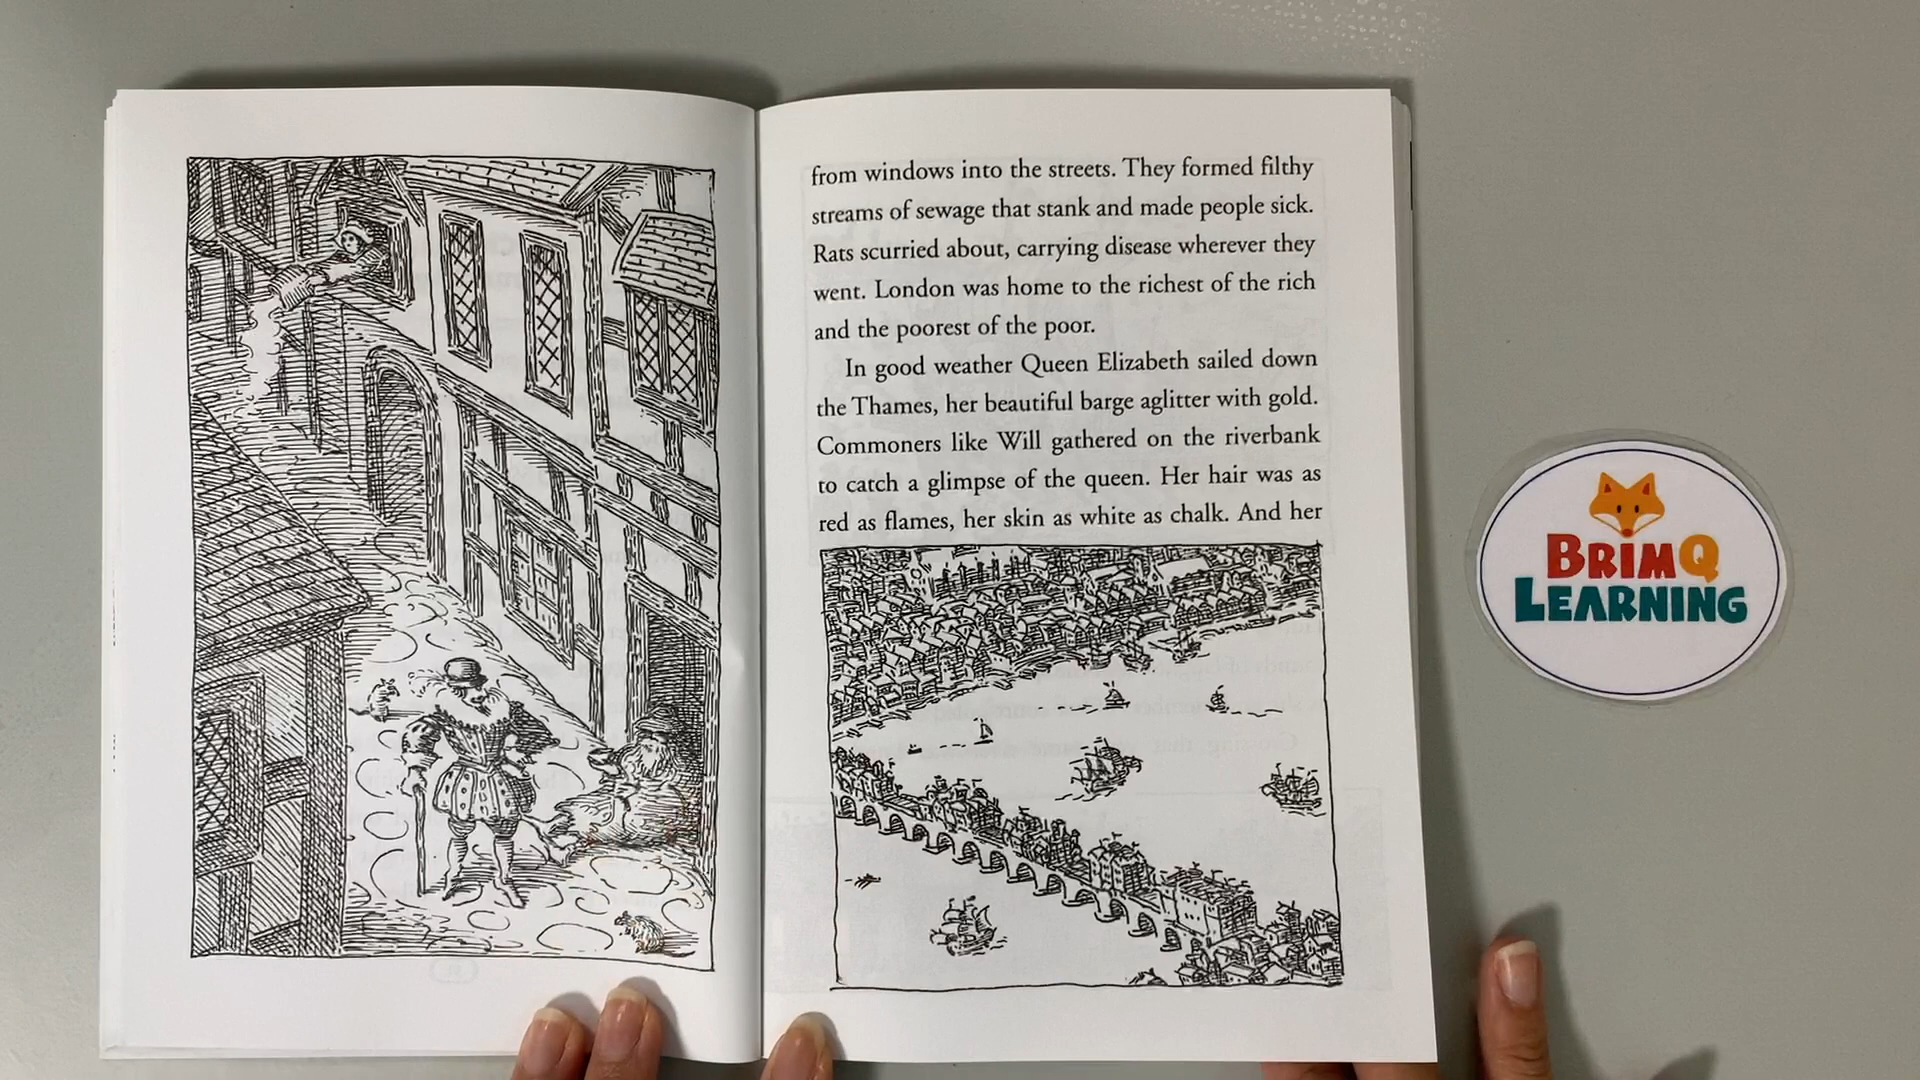 from windows into the streets. They formed filthy
streams of sewage that stank and made people sick.
Rats scurried about, carrying disease wherever they
went. London was home to the richest of the rich
and the poorest of the poor.
In good weather Queen Elizabeth sailed down
the Thames, her beautiful barge aglitter with gold.
Commoners like Will gathered on the riverbank
to catch a glimpse of the queen. Her hair was as
red as flames, her skin as white as chalk. And her
BRIMQ
LEARNING